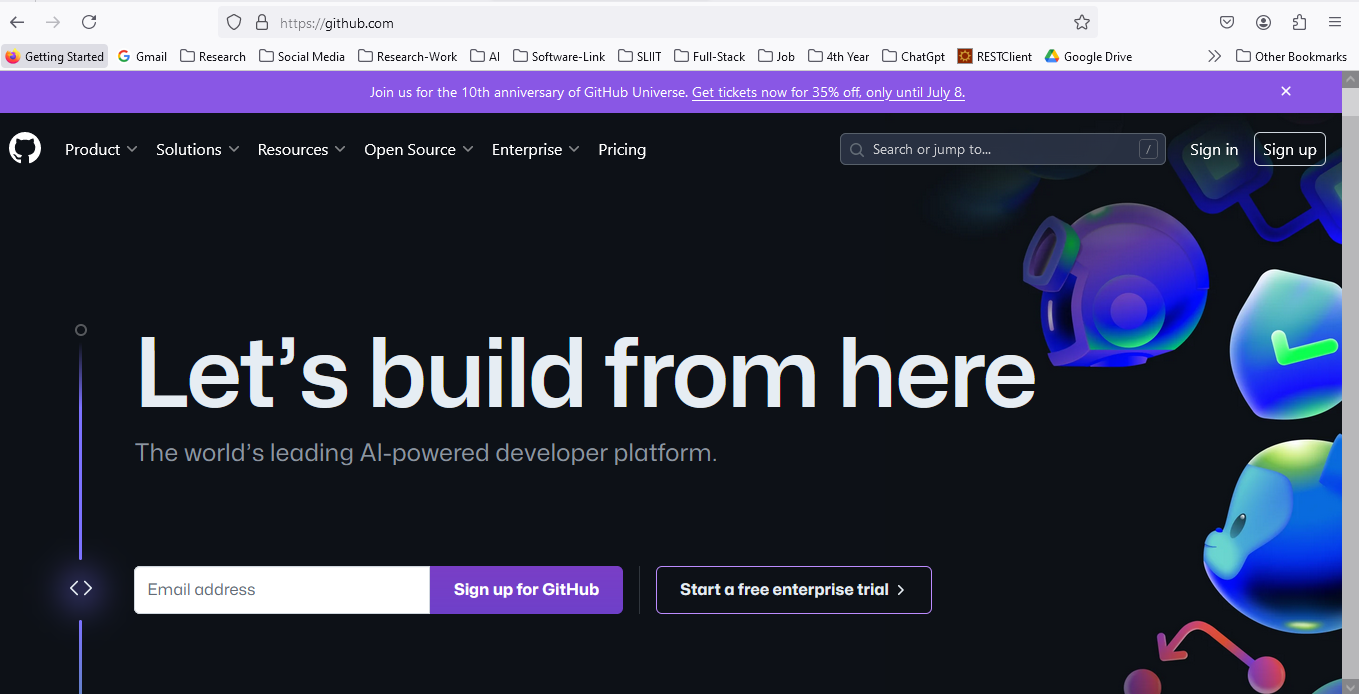 https://github.com
Getting Started Gmail Research Social Media Research-Work AI Software-Link SLIIT Full-Stack Job 4th Year ChatGpt RESTClient Google Drive Other Bookmarks
Join us for the 10th anniversary of GitHub Universe. Get tickets now for 35% off, only until July 8.
Product Solutions Resources Open Source Enterprise Pricing Search or jump to... / Sign in Sign up
Let’s build from here
The world’s leading AI-powered developer platform.
Email address Sign up for GitHub Start a free enterprise trial